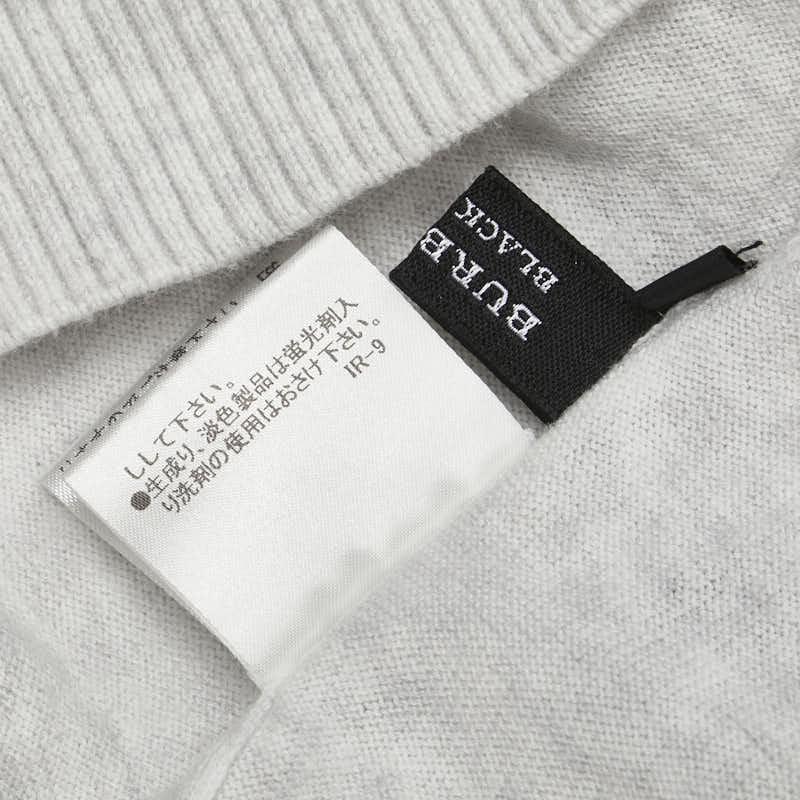 ししして下さい。
●生成り、淡色製品は蛍光剤入
り洗剤の使用はおさけ下さい。
IR-9
BURB
BLACK